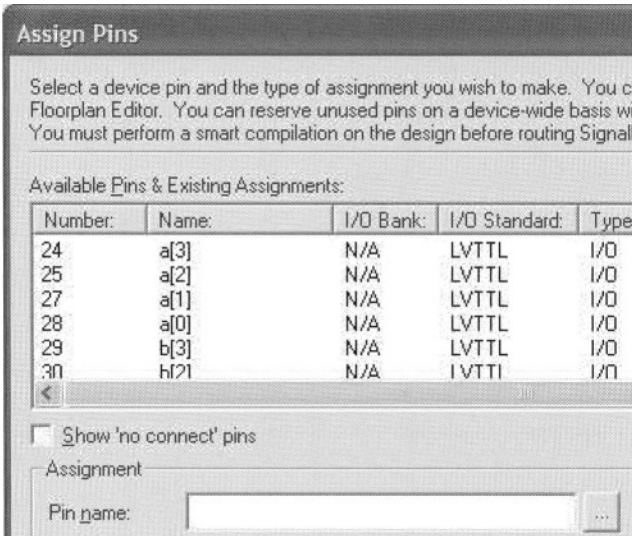 Assign Pins
Select a device pin and the type of assignment you wish to make. You c
Floorplan Editor. You can reserve unused pins on a device-wide basis wi
You must perform a smart compilation on the design before routing Signal
Available Pins & Existing Assignments:
Number: Name: I/O Bank: I/O Standard: Type
24 a[3] N/A LVTTL I/O
25 a[2] N/A LVTTL I/O
27 a[1] N/A LVTTL I/O
28 a[0] N/A LVTTL I/O
29 b[3] N/A LVTTL I/O
30 b[2] N/A LVTTL I/O
Show 'no connect' pins
Assignment
Pin name: ...